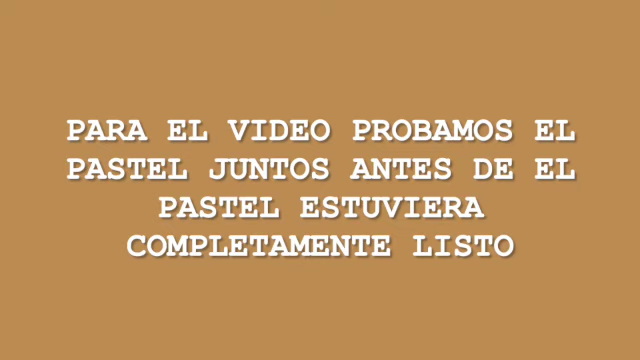 PARA EL VIDEO PROBAMOS EL
PASTEL JUNTOS ANTES DE EL
PASTEL ESTUVIERA
COMPLETAMENTE LISTO